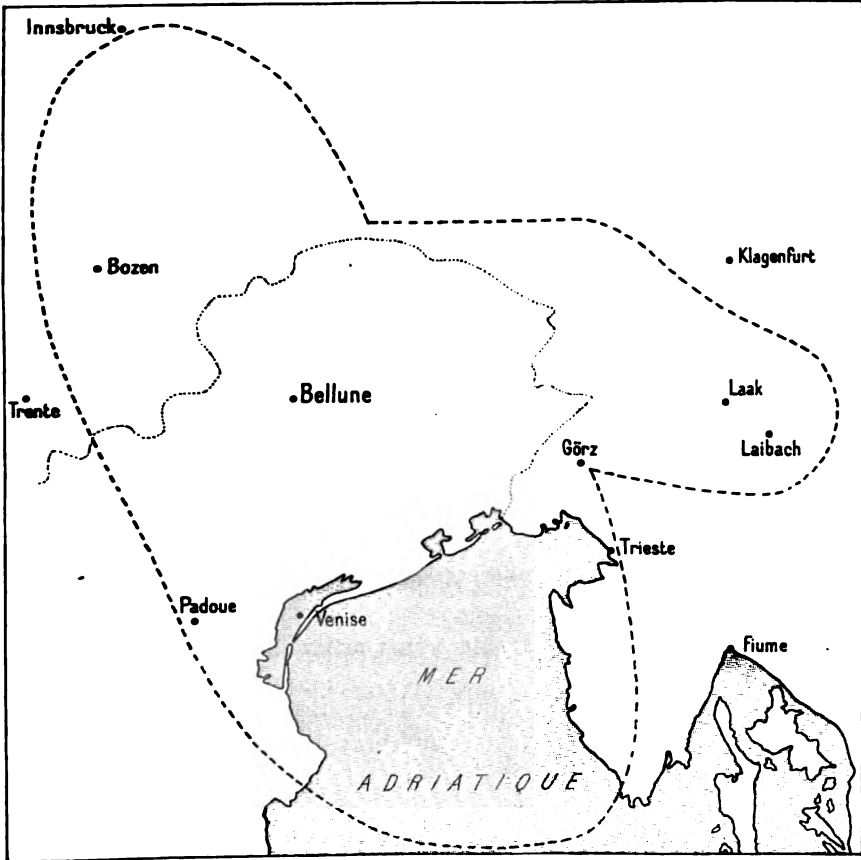 Innsbruck
Klagenfurt
Bozen
Laak
Bellune
Trente
Laibach
Görz
Trieste
Padoue
Venise
Fiume
MER
ADRIATIQUE